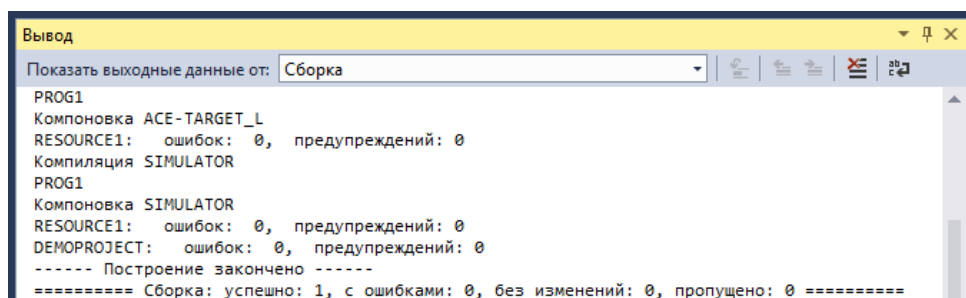 Вывод
Показать выходные данные от: Сборка
PROG1
Компоновка ACE-TARGET_L
RESOURCE1:   ошибок:  0,  предупреждений: 0
Компиляция SIMULATOR
PROG1
Компоновка SIMULATOR
RESOURCE1:   ошибок:  0,  предупреждений: 0
DEMOPROJECT:   ошибок:  0,  предупреждений: 0
------ Построение закончено ------
========== Сборка: успешно: 1, с ошибками: 0, без изменений: 0, пропущено: 0 ==========